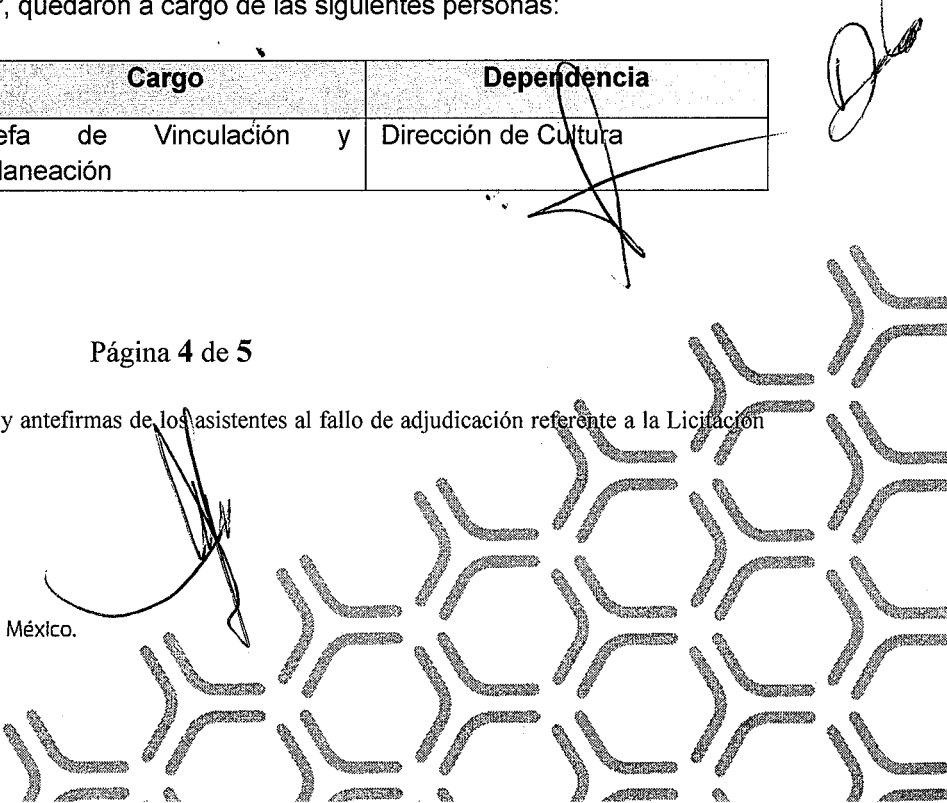 , quedaron a cargo de las siguientes personas:
Cargo Dependencia
efa de Vinculación y Dirección de Cultura
laneación
Página 4 de 5
y antefirmas de los asistentes al fallo de adjudicación referente a la Licitación
México.